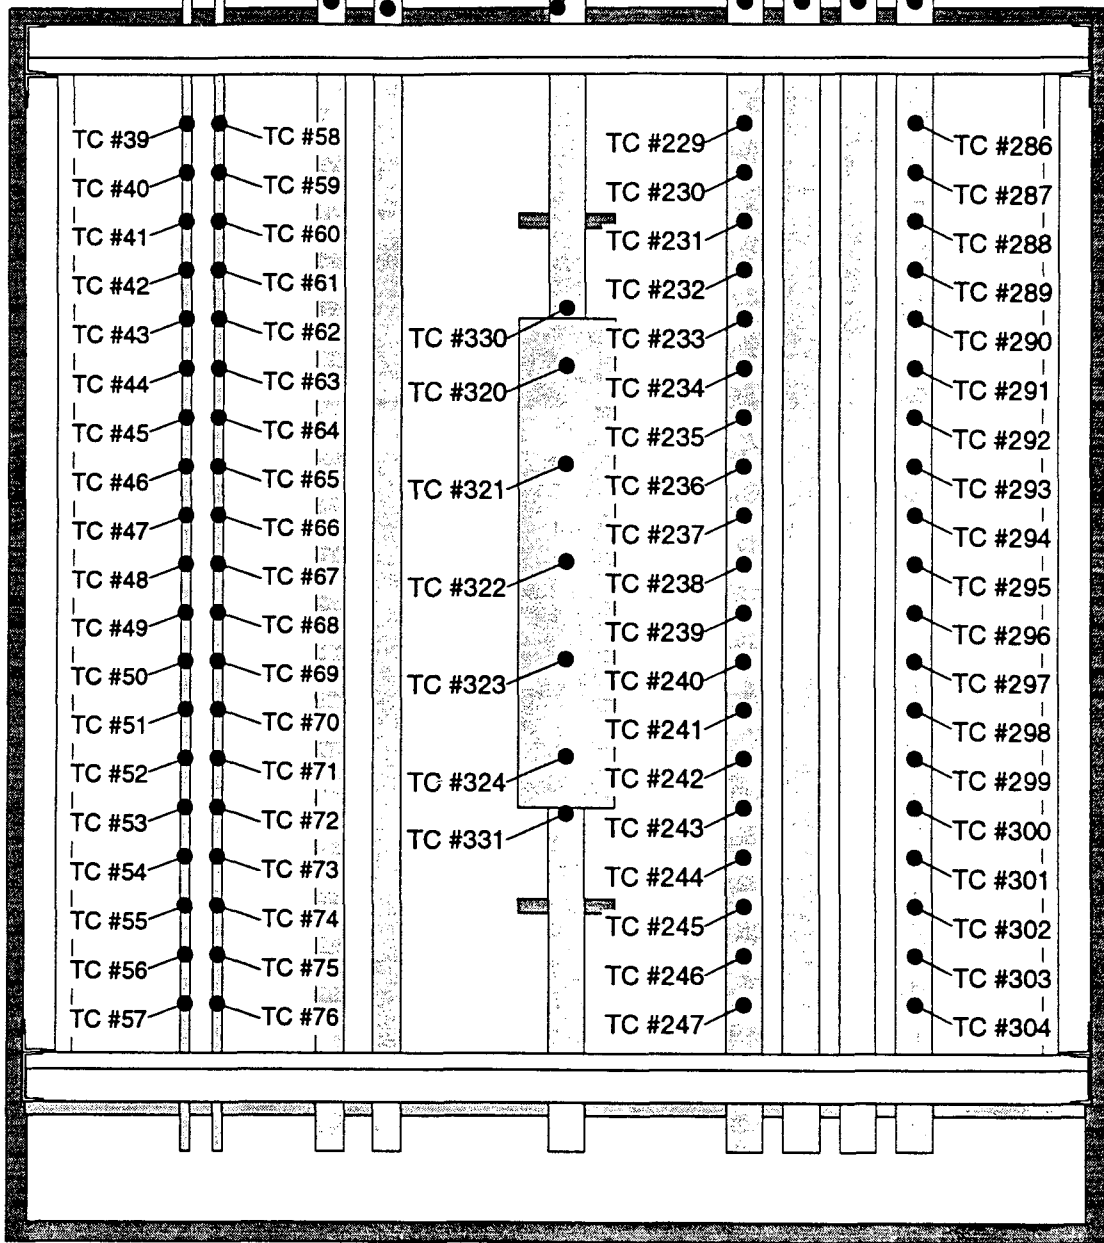 TC #39
TC #40
TC #41
TC #42
TC #43
TC #44
TC #45
TC #46
TC #47
TC #48
TC #49
TC #50
TC #51
TC #52
TC #53
TC #54
TC #55
TC #56
TC #57
TC #58
TC #59
TC #60
TC #61
TC #62
TC #63
TC #64
TC #65
TC #66
TC #67
TC #68
TC #69
TC #70
TC #71
TC #72
TC #73
TC #74
TC #75
TC #76
TC #330
TC #320
TC #321
TC #322
TC #323
TC #324
TC #331
TC #229
TC #230
TC #231
TC #232
TC #233
TC #234
TC #235
TC #236
TC #237
TC #238
TC #239
TC #240
TC #241
TC #242
TC #243
TC #244
TC #245
TC #246
TC #247
TC #286
TC #287
TC #288
TC #289
TC #290
TC #291
TC #292
TC #293
TC #294
TC #295
TC #296
TC #297
TC #298
TC #299
TC #300
TC #301
TC #302
TC #303
TC #304